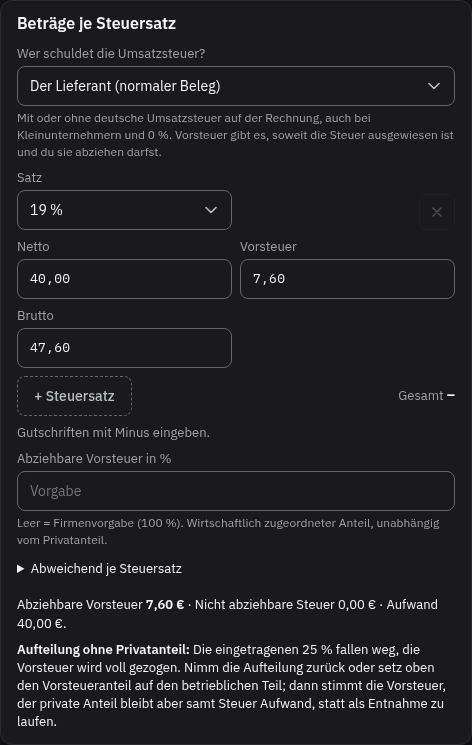 Beträge je Steuersatz
Wer schuldet die Umsatzsteuer?
Der Lieferant (normaler Beleg)
Mit oder ohne deutsche Umsatzsteuer auf der Rechnung, auch bei
Kleinunternehmern und 0 %. Vorsteuer gibt es, soweit die Steuer ausgewiesen ist
und du sie abziehen darfst.
Satz
19 %
Netto
Vorsteuer
40,00
7,60
Brutto
47,60
+ Steuersatz
Gesamt –
Gutschriften mit Minus eingeben.
Abziehbare Vorsteuer in %
Vorgabe
Leer = Firmenvorgabe (100 %). Wirtschaftlich zugeordneter Anteil, unabhängig
vom Privatanteil.
Abweichend je Steuersatz
Abziehbare Vorsteuer 7,60 € · Nicht abziehbare Steuer 0,00 € · Aufwand
40,00 €.
Aufteilung ohne Privatanteil: Die eingetragenen 25 % fallen weg, die
Vorsteuer wird voll gezogen. Nimm die Aufteilung zurück oder setz oben
den Vorsteueranteil auf den betrieblichen Teil; dann stimmt die Vorsteuer,
der private Anteil bleibt aber samt Steuer Aufwand, statt als Entnahme zu
laufen.